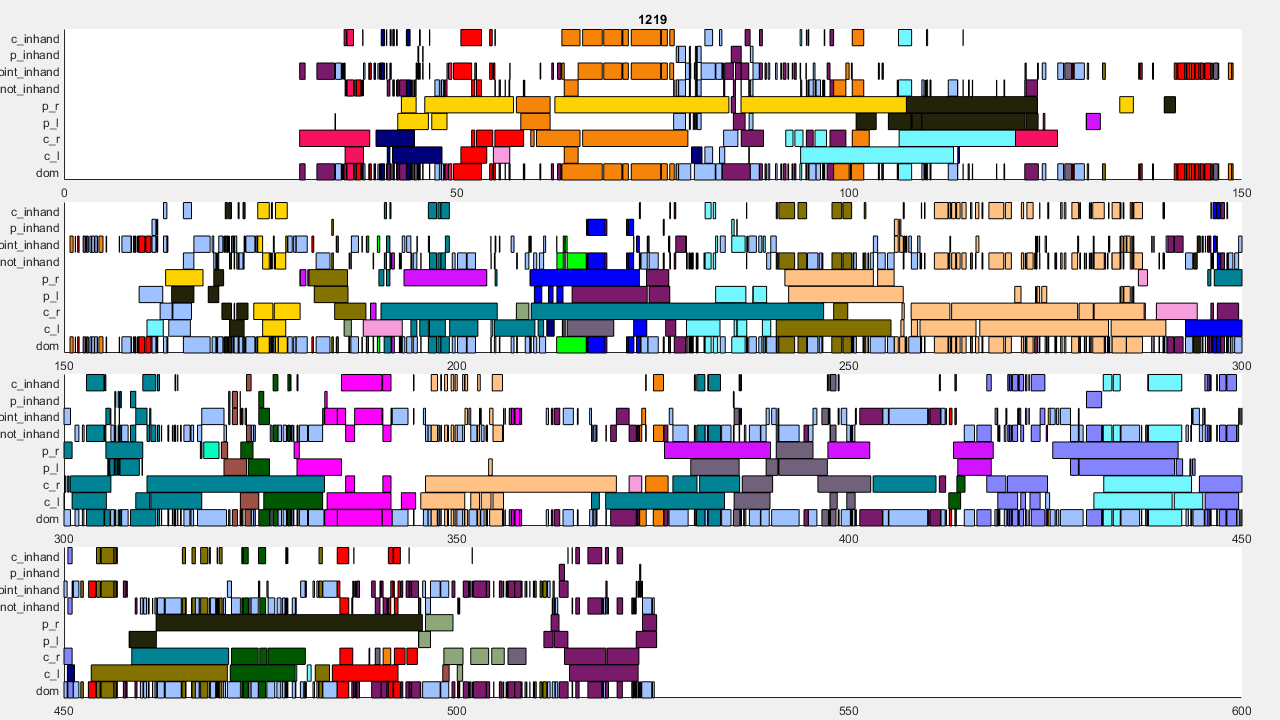 1219
c_inhand
p_inhand
oint_inhand
not_inhand
p_r
p_l
c_r
c_l
dom
0 50 100 150
c_inhand
p_inhand
oint_inhand
not_inhand
p_r
p_l
c_r
c_l
dom
150 200 250 300
c_inhand
p_inhand
oint_inhand
not_inhand
p_r
p_l
c_r
c_l
dom
300 350 400 450
c_inhand
p_inhand
oint_inhand
not_inhand
p_r
p_l
c_r
c_l
dom
450 500 550 600